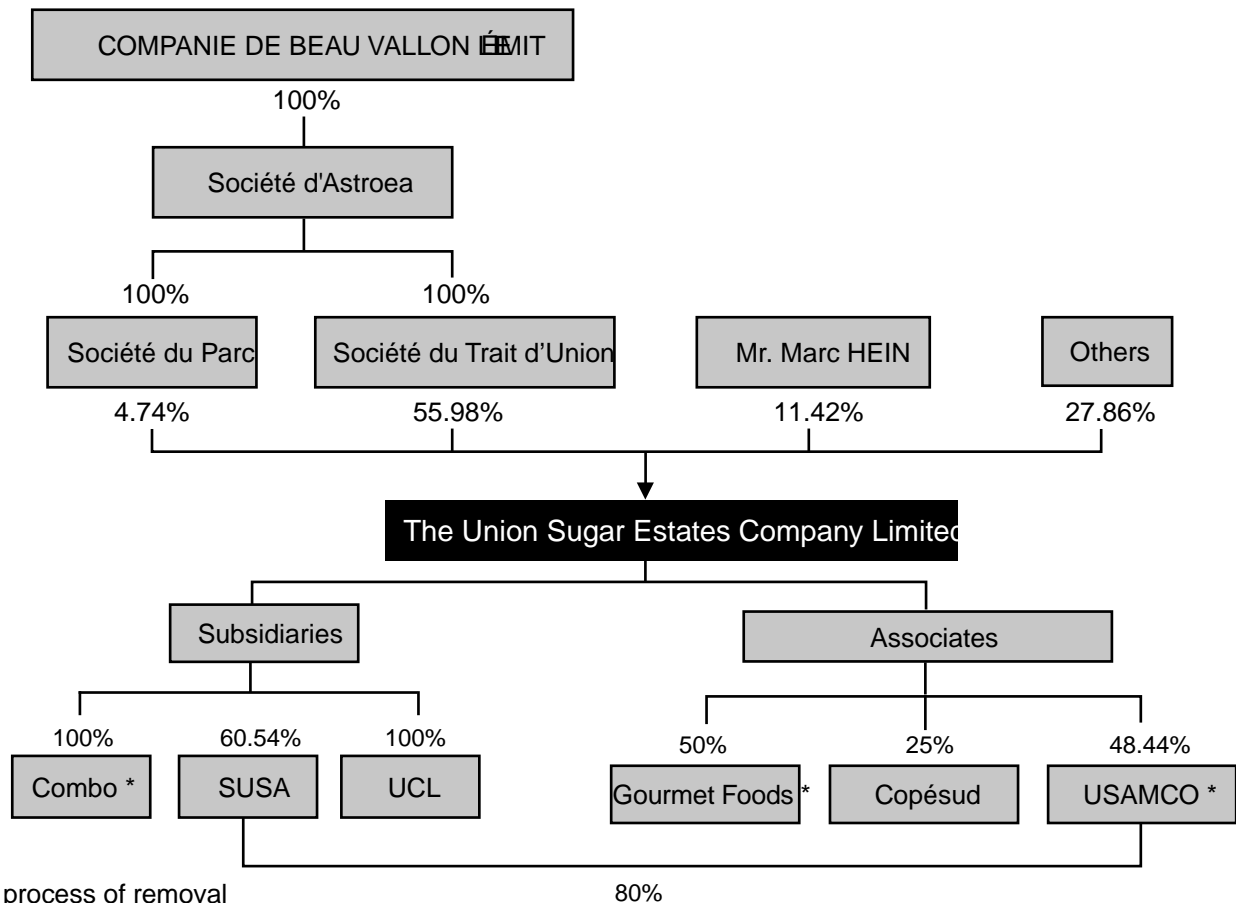 COMPANIE DE BEAU VALLON
100%
Société d'Astroea
100% 100%
Société du Parc Société du Trait d’Union Mr. Marc HEIN Others
4.74% 55.98% 11.42% 27.86%
The Union Sugar Estates Company Limited
Subsidiaries Associates
100% 60.54% 100% 50% 25% 48.44%
Combo * SUSA UCL Gourmet Foods * Copésud USAMCO *
process of removal 80%